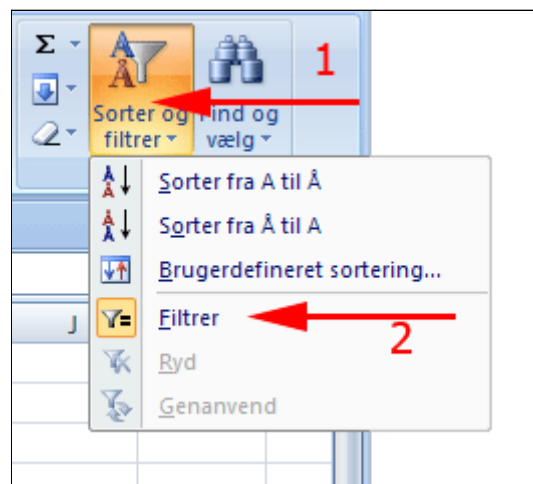 Σ
1
Sorter og
filtrer
Find og
vælg
Sorter fra A til Å
Sorter fra Å til A
Brugerdefineret sortering...
Filtrer
2
J
Ryd
Genanvend